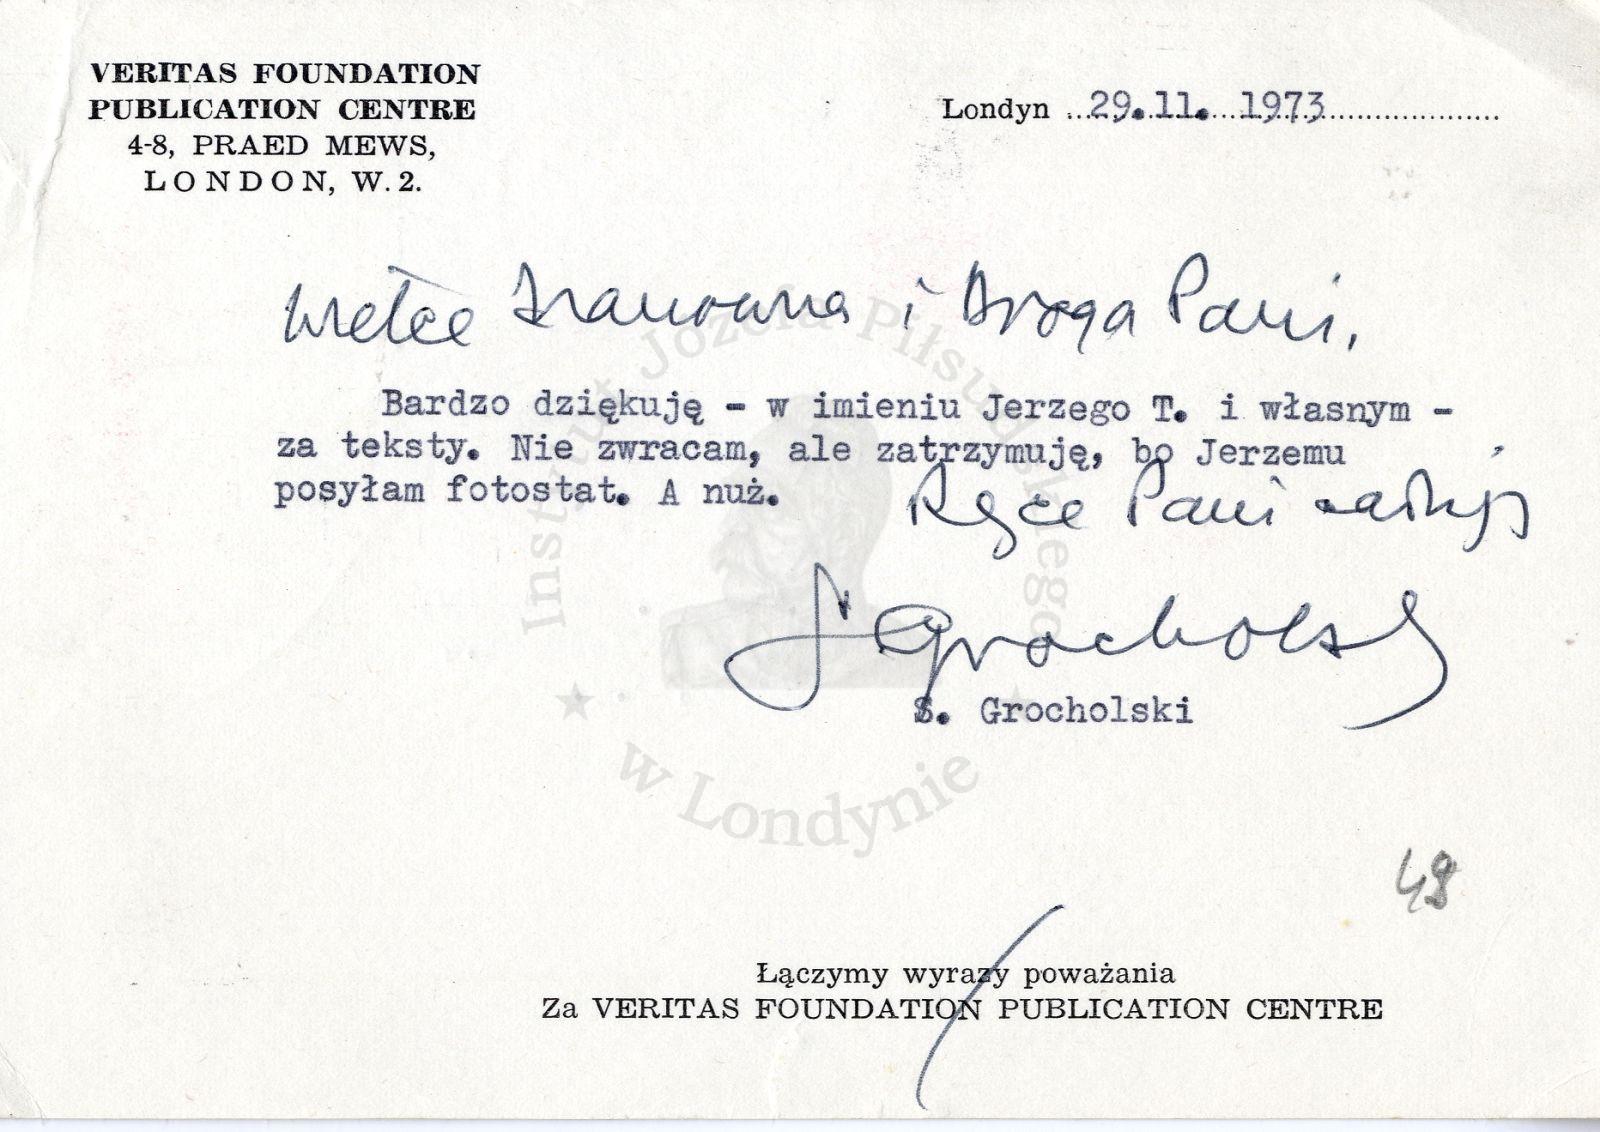 VERITAS FOUNDATION
PUBLICATION CENTRE
4-8, PRAED MEWS,
LONDON, W. 2.
Londyn ...29.11. 1973...
Wielce Szanowna i Droga Pani,
Bardzo dziękuję - w imieniu Jerzego T. i własnym -
za teksty. Nie zwracam, ale zatrzymuję, bo Jerzemu
posyłam fotostat. A nuż.
Ręce Pani całuję
S Grocholski
S. Grocholski
Instytut Józefa Piłsudskiego
w Londynie
49
Łączymy wyrazy poważania
Za VERITAS FOUNDATION PUBLICATION CENTRE